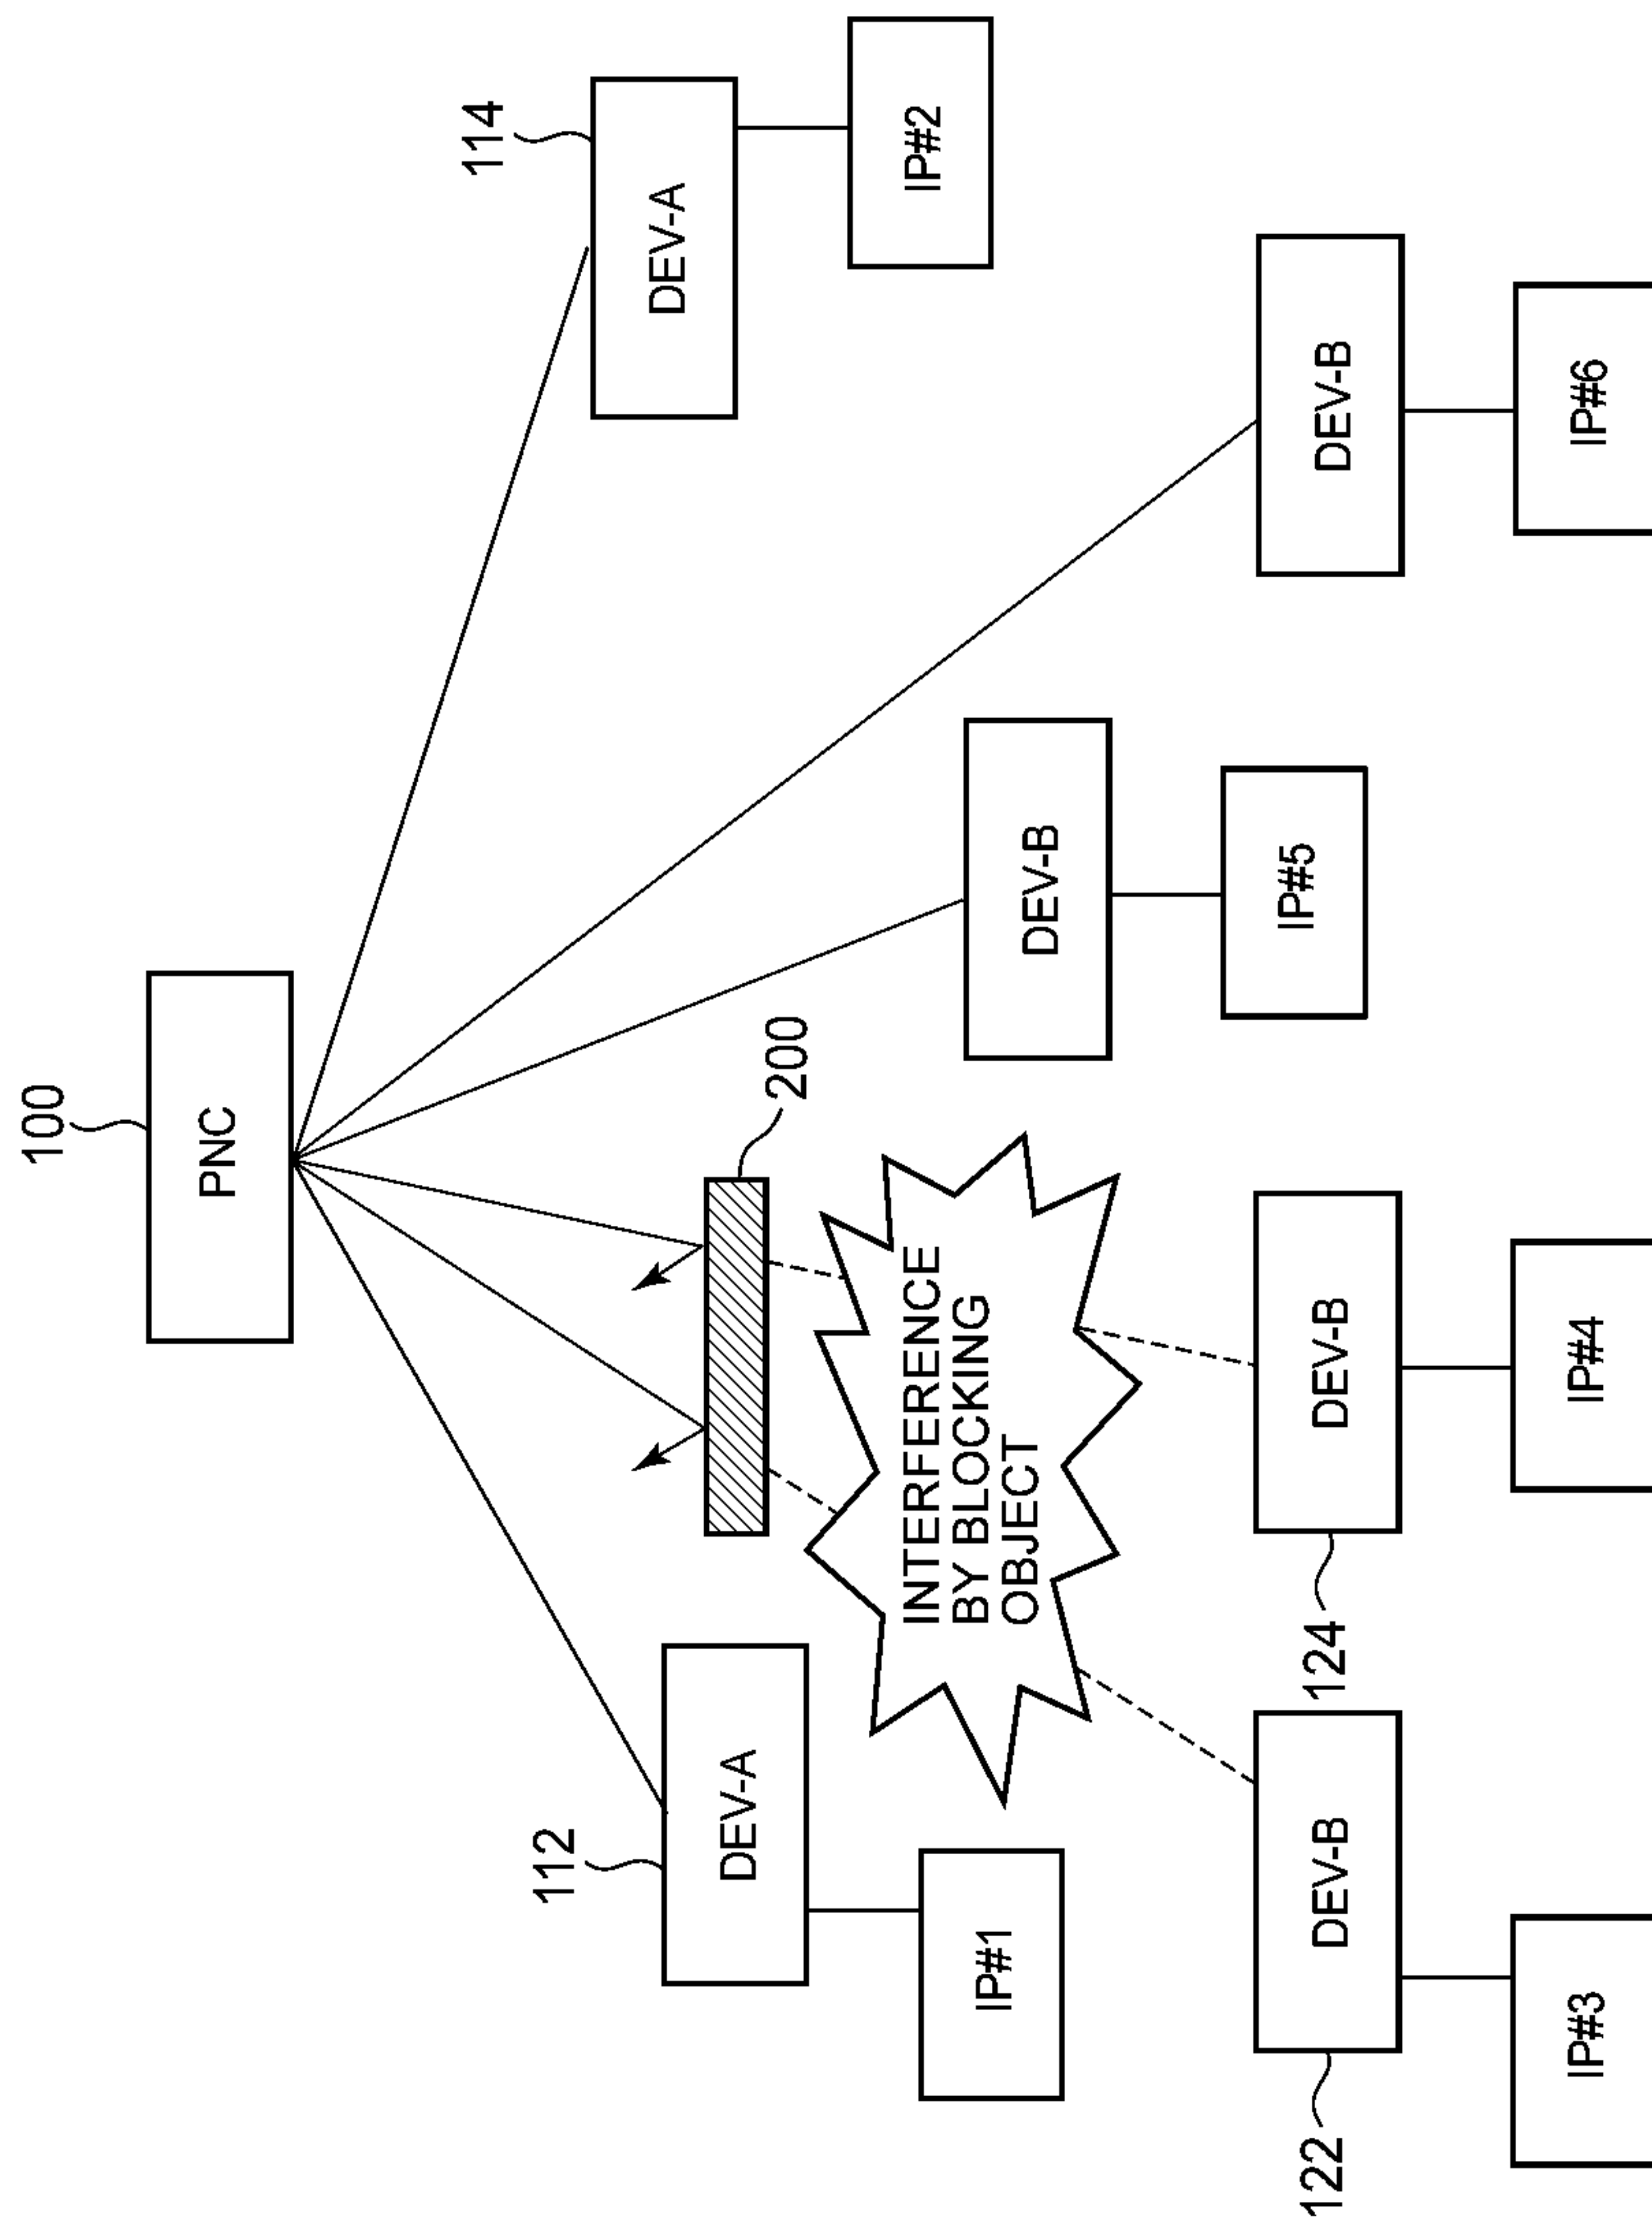 100
PNC
114
DEV-A
IP#2
112
DEV-A
IP#1
200
INTERFERENCE
BY BLOCKING
OBJECT
DEV-B
IP#5
DEV-B
IP#6
122
DEV-B
IP#3
124
DEV-B
IP#4